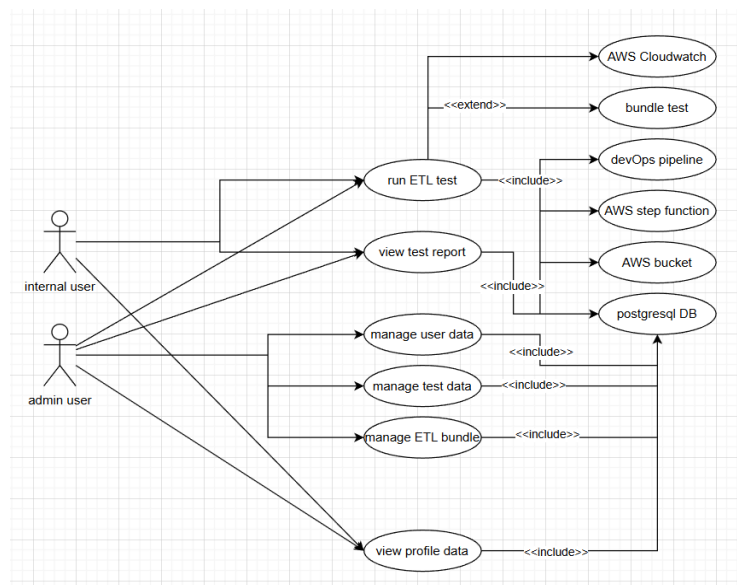 AWS Cloudwatch
<<extend>>
bundle test
devOps pipeline
run ETL test
<<include>>
AWS step function
internal user
view test report
AWS bucket
<<include>>
postgresql DB
admin user
manage user data
<<include>>
manage test data
<<include>>
manage ETL bundle
<<include>>
view profile data
<<include>>